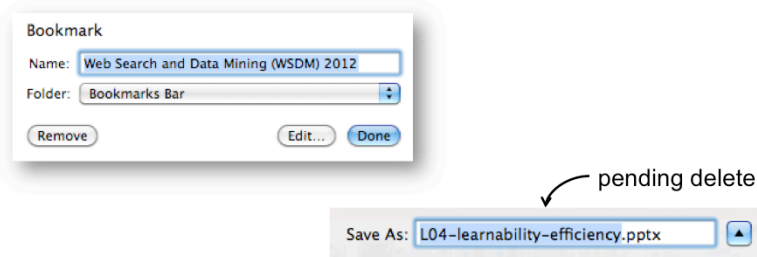 Bookmark
Name: Web Search and Data Mining (WSDM) 2012
Folder: Bookmarks Bar
Remove Edit... Done
pending delete
Save As: L04-learnability-efficiency.pptx